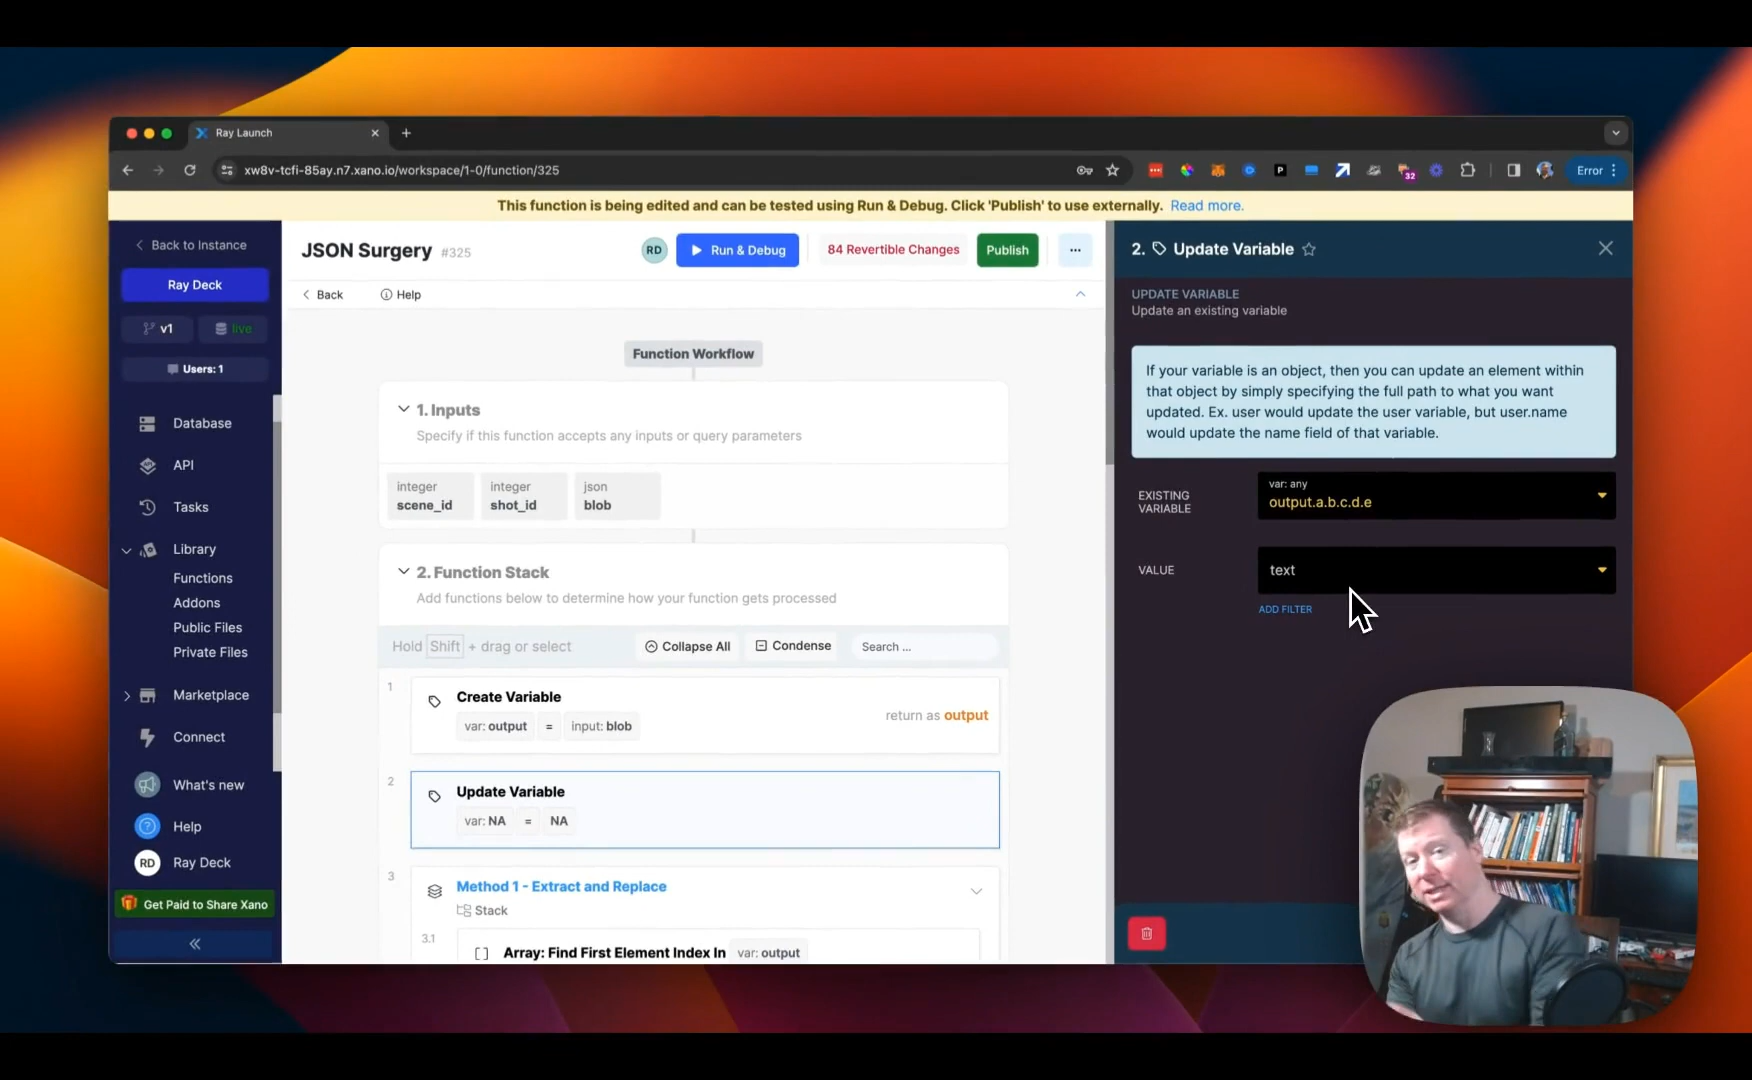 Ray Launch
xw8v-tcfi-85ay.n7.xano.io/workspace/1-0/function/325
P
32
Error
This function is being edited and can be tested using Run & Debug. Click 'Publish' to use externally. Read more.
Back to Instance
Ray Deck
v1
live
Users: 1
Database
API
Tasks
Library
Functions
Addons
Public Files
Private Files
Marketplace
Connect
What's new
Help
RD Ray Deck
Get Paid to Share Xano
JSON Surgery #325
RD
Run & Debug
84 Revertible Changes
Publish
Back
Help
Function Workflow
1. Inputs
Specify if this function accepts any inputs or query parameters
integer
scene_id
integer
shot_id
json
blob
2. Function Stack
Add functions below to determine how your function gets processed
Hold Shift + drag or select
Collapse All
Condense
Search ...
1
Create Variable
var: output = input: blob
return as output
2
Update Variable
var: NA = NA
3
Method 1 - Extract and Replace
Stack
3.1
Array: Find First Element Index In var: output
2. Update Variable
UPDATE VARIABLE
Update an existing variable
If your variable is an object, then you can update an element within
that object by simply specifying the full path to what you want
updated. Ex. user would update the user variable, but user.name
would update the name field of that variable.
EXISTING
VARIABLE
var: any
output.a.b.c.d.e
VALUE
text
ADD FILTER